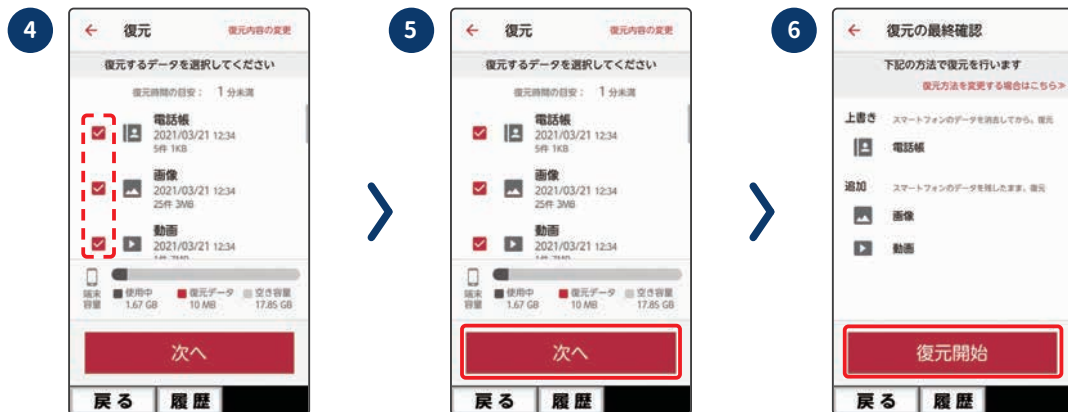 4
← 復元 復元内容の変更
復元するデータを選択してください
復元時間の目安： 1 分未満
電話帳
2021/03/21 12:34
5件 1KB
画像
2021/03/21 12:34
25件 3MB
動画
2021/03/21 12:34
端末容量
使用中 1.67 GB
復元データ 10 MB
空き容量 17.85 GB
次へ
戻る 履歴
5
← 復元 復元内容の変更
復元するデータを選択してください
復元時間の目安： 1 分未満
電話帳
2021/03/21 12:34
5件 1KB
画像
2021/03/21 12:34
25件 3MB
動画
2021/03/21 12:34
端末容量
使用中 1.67 GB
復元データ 10 MB
空き容量 17.85 GB
次へ
戻る 履歴
6
← 復元の最終確認
下記の方法で復元を行います
復元方法を変更する場合はこちら≫
上書き スマートフォンのデータを消去してから、復元
電話帳
追加 スマートフォンのデータを残したまま、復元
画像
動画
復元開始
戻る 履歴